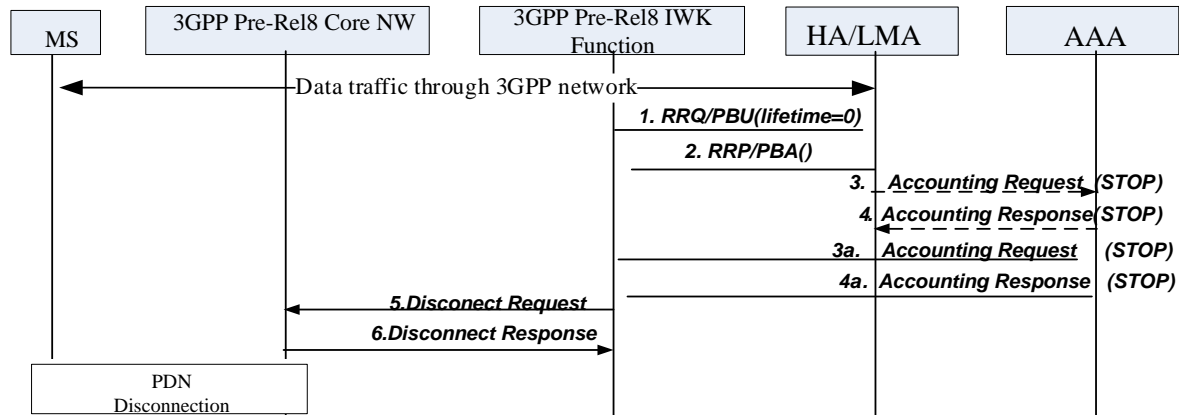 MS
3GPP Pre-Rel8 Core NW
3GPP Pre-Rel8 IWK
Function
HA/LMA
AAA
Data traffic through 3GPP network
1. RRQ/PBU(lifetime=0)
2. RRP/PBA()
3. Accounting Request (STOP)
4. Accounting Response(STOP)
3a. Accounting Request (STOP)
4a. Accounting Response (STOP)
5.Disconect Request
6.Disconnect Response
PDN
Disconnection